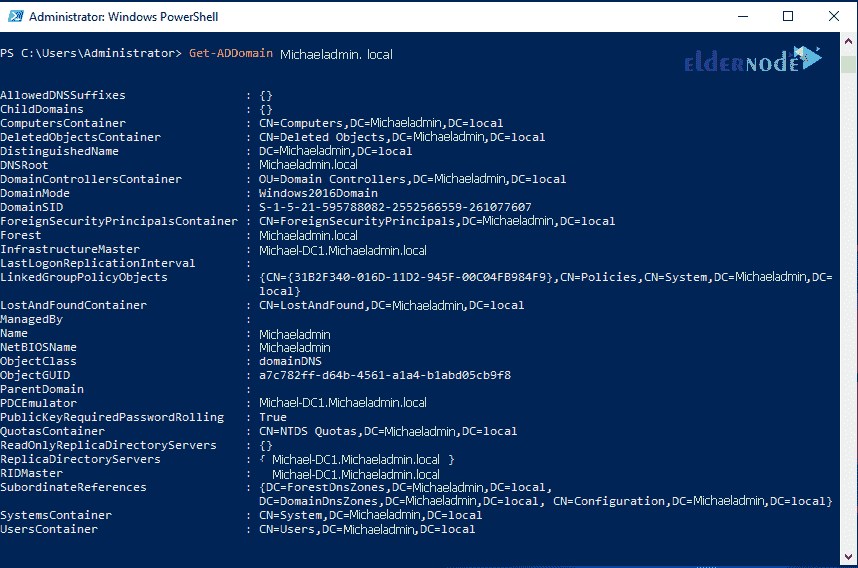 Administrator: Windows PowerShell
PS C:\Users\Administrator> Get-ADDomain Michaeladmin. local
elderNODE
AllowedDNSSuffixes : {}
ChildDomains : {}
ComputersContainer : CN=Computers,DC=Michaeladmin,DC=local
DeletedObjectsContainer : CN=Deleted Objects,DC=Michaeladmin,DC=local
DistinguishedName : DC=Michaeladmin,DC=local
DNSRoot : Michaeladmin.local
DomainControllersContainer : OU=Domain Controllers,DC=Michaeladmin,DC=local
DomainMode : Windows2016Domain
DomainSID : S-1-5-21-595788082-2552566559-261077607
ForeignSecurityPrincipalsContainer : CN=ForeignSecurityPrincipals,DC=Michaeladmin,DC=local
Forest : Michaeladmin.local
InfrastructureMaster : Michael-DC1.Michaeladmin.local
LastLogonReplicationInterval :
LinkedGroupPolicyObjects : {CN={31B2F340-016D-11D2-945F-00C04FB984F9},CN=Policies,CN=System,DC=Michaeladmin,DC=
local}
LostAndFoundContainer : CN=LostAndFound,DC=Michaeladmin,DC=local
ManagedBy :
Name : Michaeladmin
NetBIOSName : Michaeladmin
ObjectClass : domainDNS
ObjectGUID : a7c782ff-d64b-4561-a1a4-b1abd05cb9f8
ParentDomain :
PDCEmulator : Michael-DC1.Michaeladmin.local
PublicKeyRequiredPasswordRolling : True
QuotasContainer : CN=NTDS Quotas,DC=Michaeladmin,DC=local
ReadOnlyReplicaDirectoryServers : {}
ReplicaDirectoryServers : { Michael-DC1.Michaeladmin.local }
RIDMaster : Michael-DC1.Michaeladmin.local
SubordinateReferences : {DC=ForestDnsZones,DC=Michaeladmin,DC=local,
DC=DomainDnsZones,DC=Michaeladmin,DC=local, CN=Configuration,DC=Michaeladmin,DC=local}
SystemsContainer : CN=System,DC=Michaeladmin,DC=local
UsersContainer : CN=Users,DC=Michaeladmin,DC=local